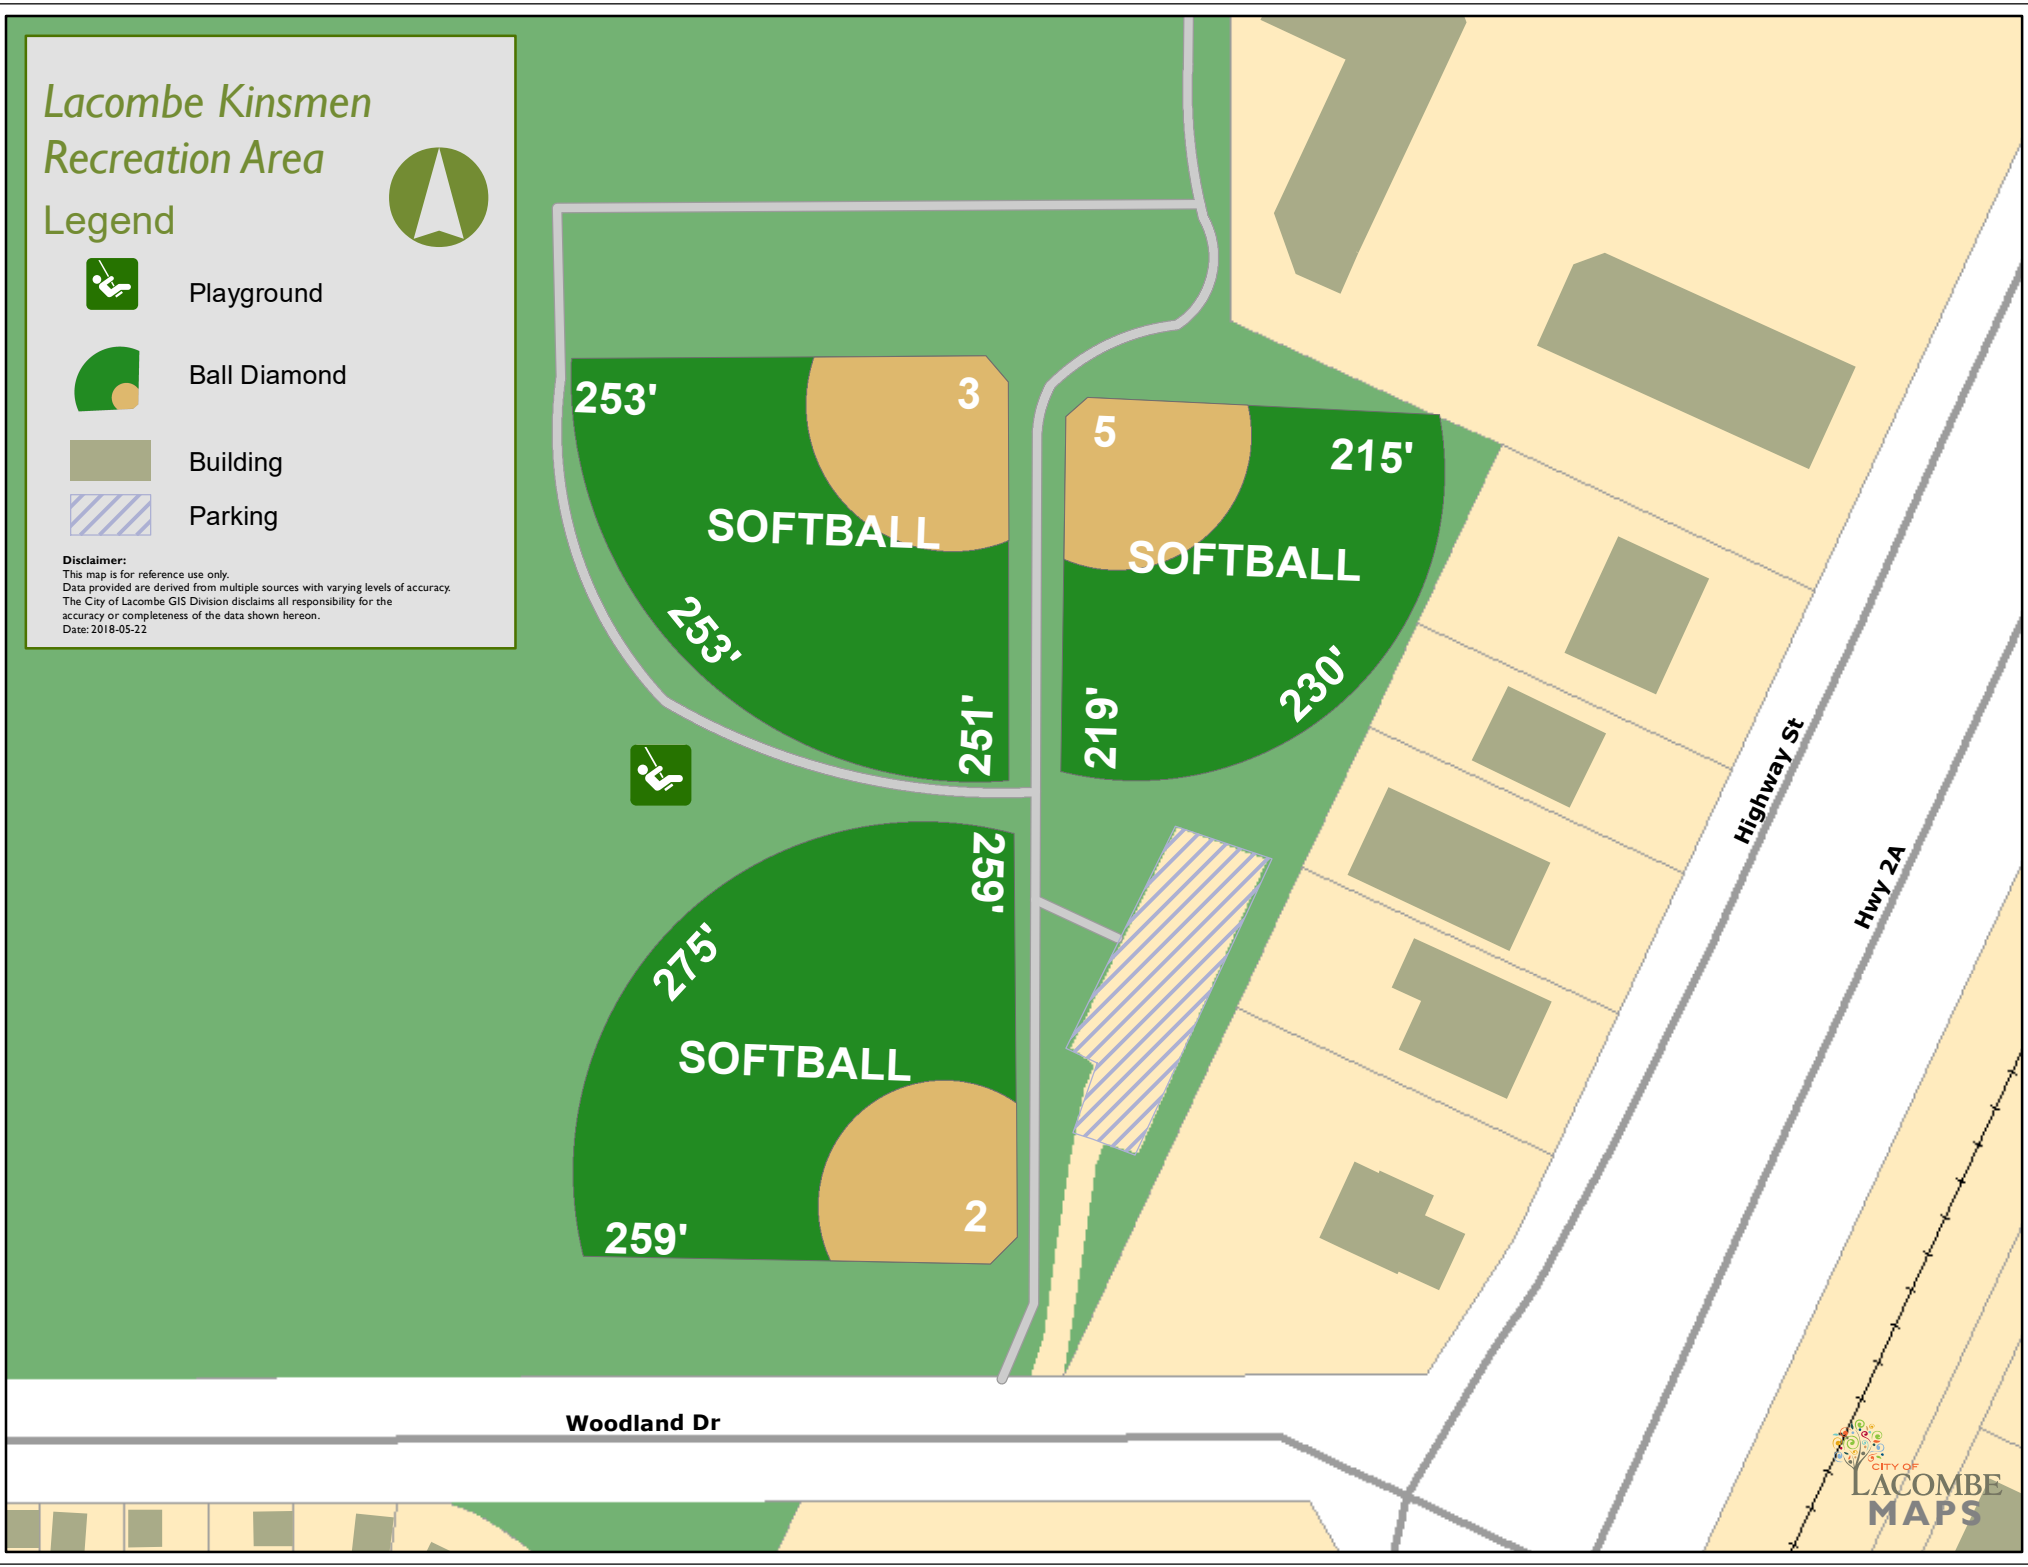 Lacombe Kinsmen
Recreation Area
Legend
Playground
Ball Diamond
Building
Parking
Disclaimer:
This map is for reference use only.
Data provided are derived from multiple sources with varying levels of accuracy.
The City of Lacombe GIS Division disclaims all responsibility for the
accuracy or completeness of the data shown hereon.
Date: 2018-05-22
253'
3
SOFTBALL
253'
251'
5
215'
SOFTBALL
230'
219'
259'
275'
SOFTBALL
2
259'
Highway St
Hwy 2A
Woodland Dr
CITY OF
LACOMBE
MAPS